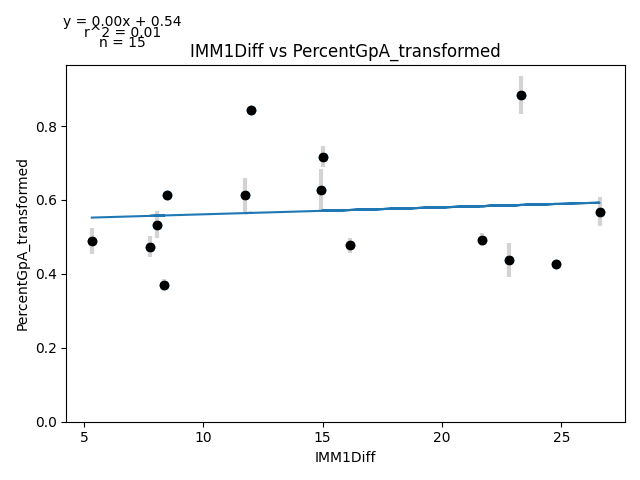 y = 0.00x + 0.54
r^2 = 0.01
n = 15
IMM1Diff vs PercentGpA_transformed
PercentGpA_transformed
0.8
0.6
0.4
0.2
0.0
5 10 15 20 25
IMM1Diff